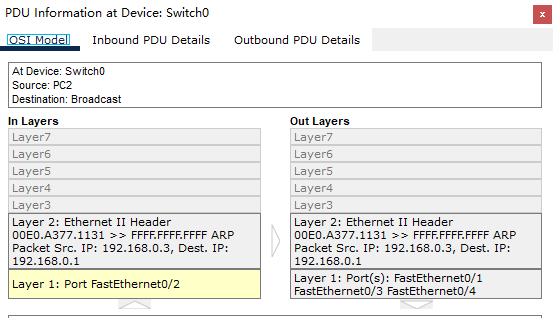 PDU Information at Device: Switch0
OSI Model Inbound PDU Details Outbound PDU Details
At Device: Switch0
Source: PC2
Destination: Broadcast
In Layers
Layer7
Layer6
Layer5
Layer4
Layer3
Layer 2: Ethernet II Header
00E0.A377.1131 >> FFFF.FFFF.FFFF ARP
Packet Src. IP: 192.168.0.3, Dest. IP:
192.168.0.1
Layer 1: Port FastEthernet0/2
Out Layers
Layer7
Layer6
Layer5
Layer4
Layer3
Layer 2: Ethernet II Header
00E0.A377.1131 >> FFFF.FFFF.FFFF ARP
Packet Src. IP: 192.168.0.3, Dest. IP:
192.168.0.1
Layer 1: Port(s): FastEthernet0/1
FastEthernet0/3 FastEthernet0/4